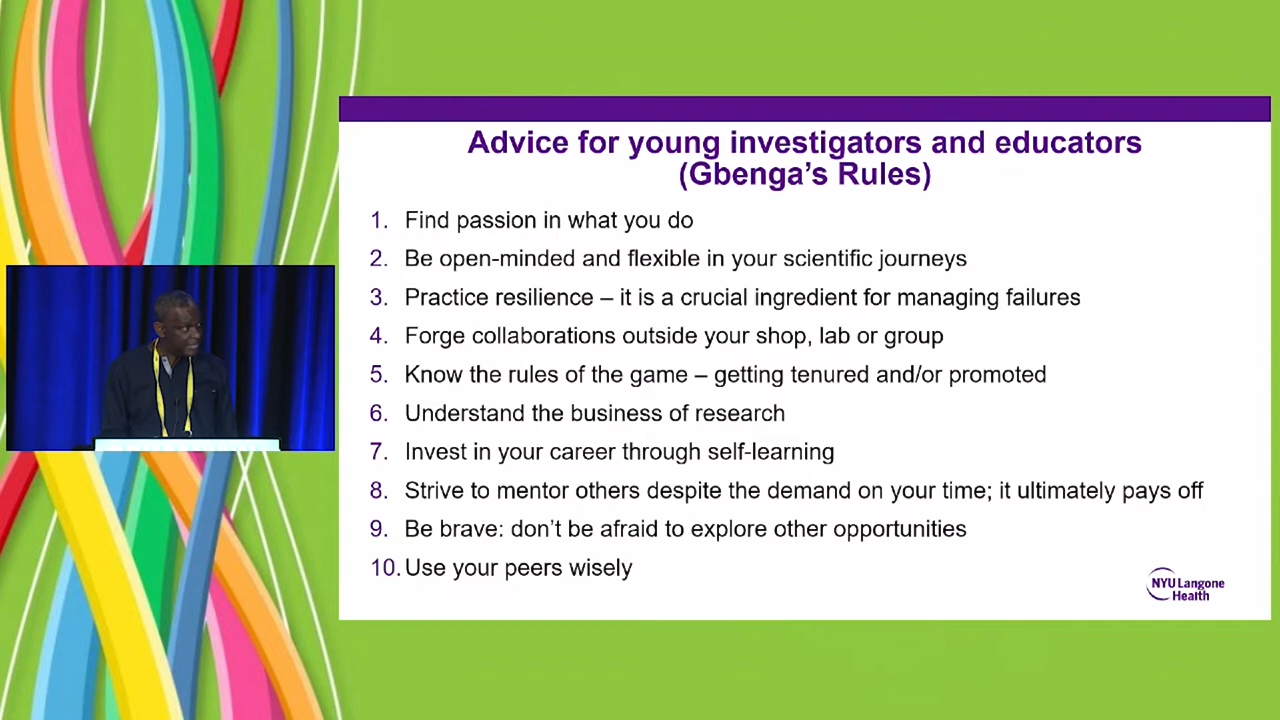 Advice for young investigators and educators
(Gbenga’s Rules)
1. Find passion in what you do
2. Be open-minded and flexible in your scientific journeys
3. Practice resilience – it is a crucial ingredient for managing failures
4. Forge collaborations outside your shop, lab or group
5. Know the rules of the game – getting tenured and/or promoted
6. Understand the business of research
7. Invest in your career through self-learning
8. Strive to mentor others despite the demand on your time; it ultimately pays off
9. Be brave: don’t be afraid to explore other opportunities
10. Use your peers wisely
NYU Langone
Health